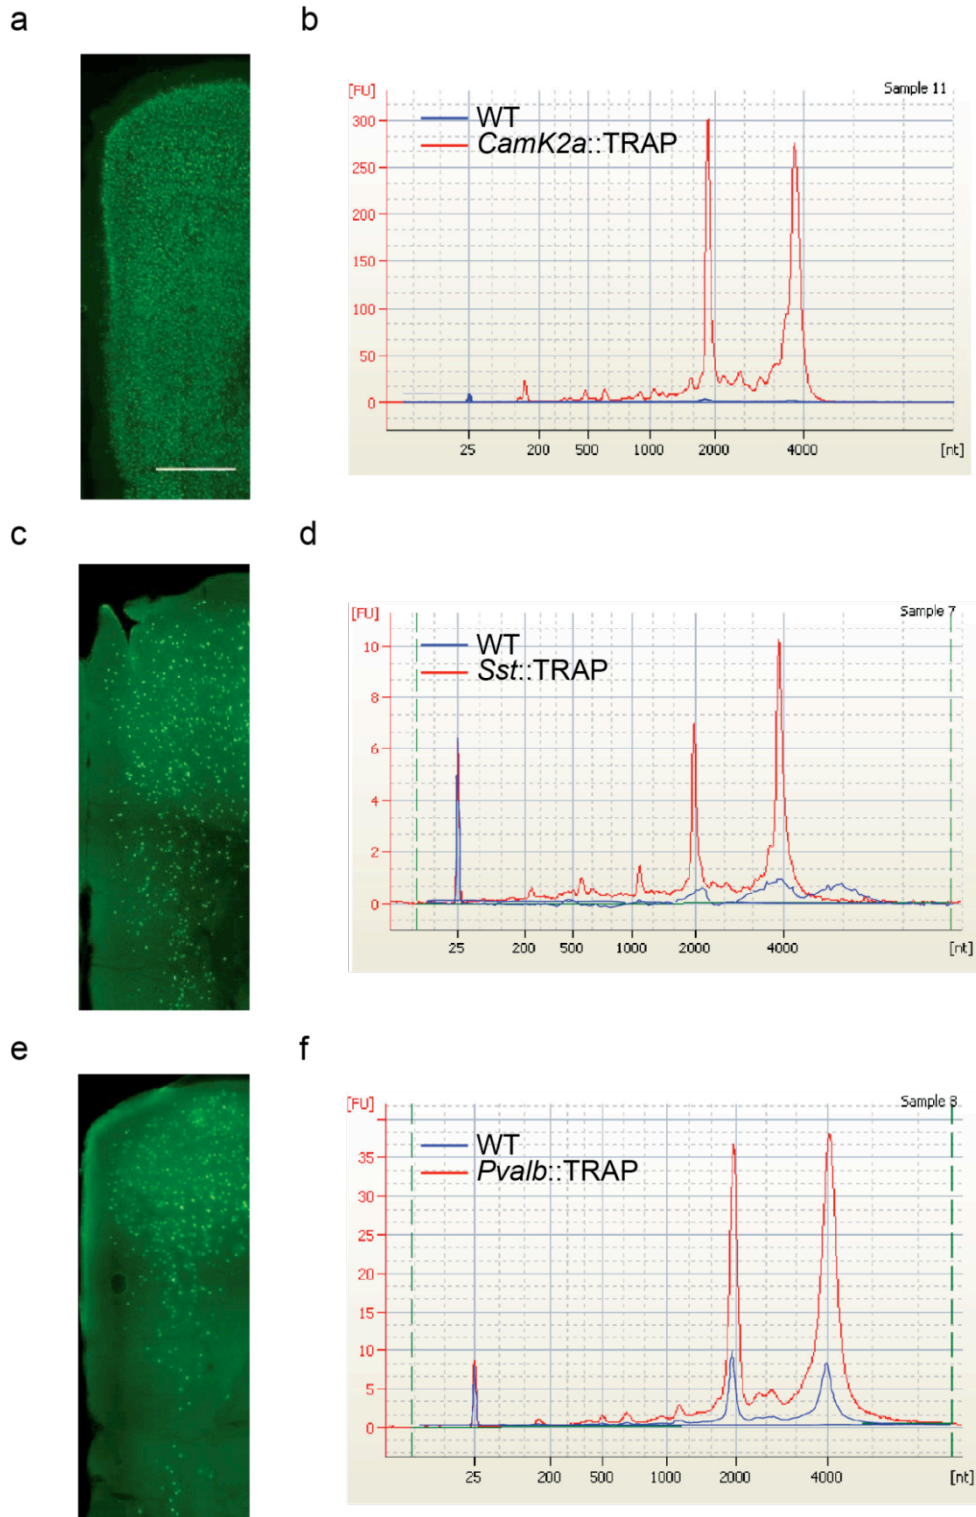 a
b
[FU]
Sample 11
WT
CamK2a::TRAP
300
250
200
150
100
50
0
25 200 500 1000 2000 4000 [nt]
c
d
[FU]
Sample 7
WT
Sst::TRAP
10
8
6
4
2
0
25 200 500 1000 2000 4000 [nt]
e
f
[FU]
Sample 8
WT
Pvalb::TRAP
35
30
25
20
15
10
5
0
25 200 500 1000 2000 4000 [nt]